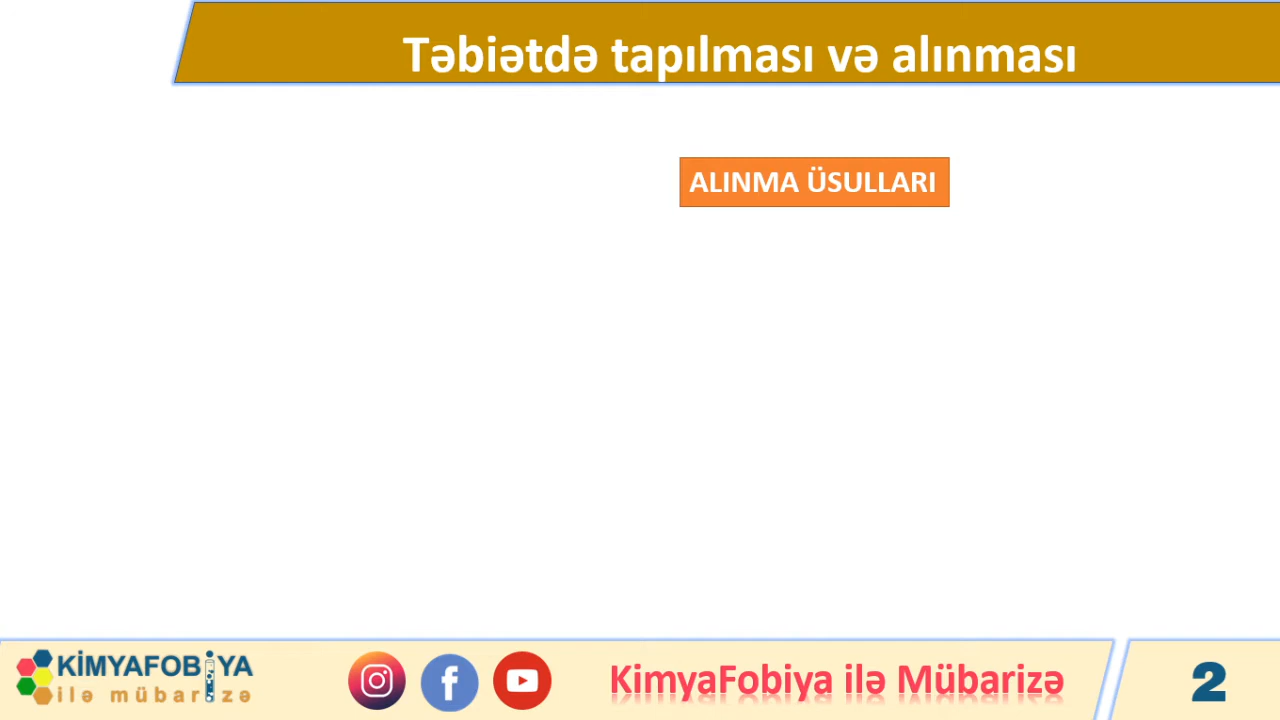 Təbiətdə tapılması və alınması
ALINMA ÜSULLARI
KİMYAFOBİYA
ilə mübarizə
KimyaFobiya ilə Mübarizə
2